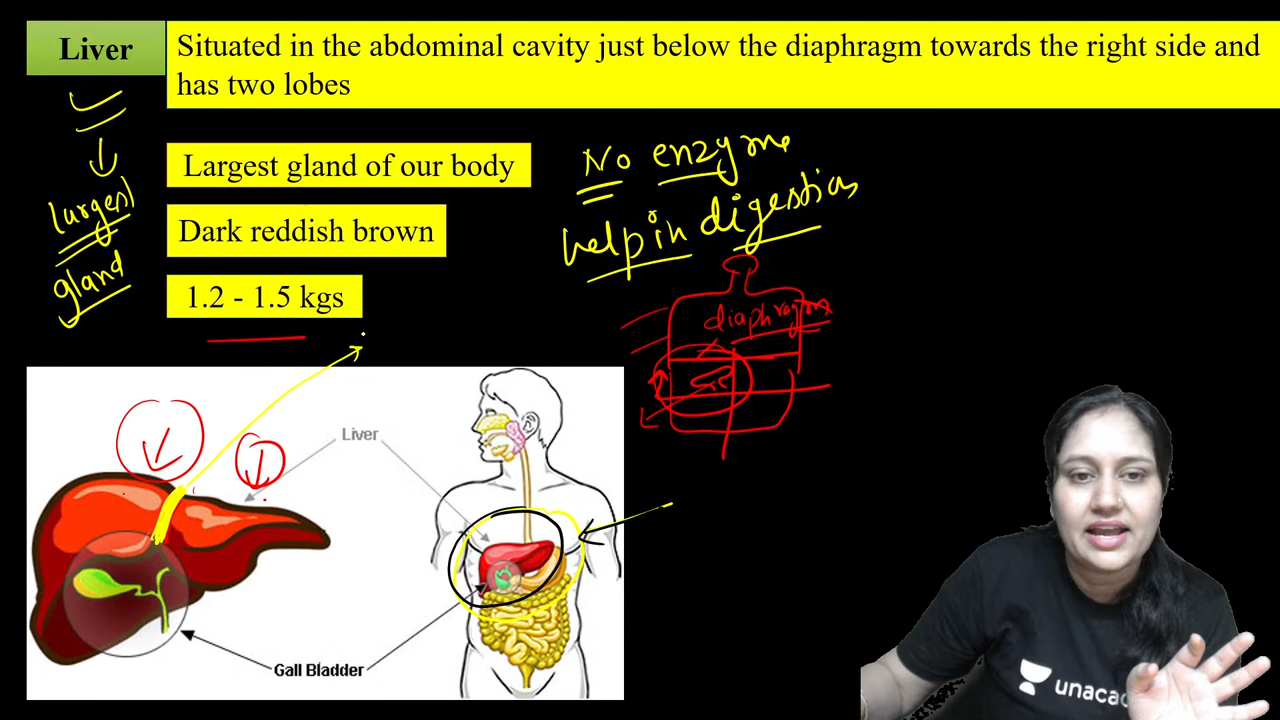 Liver
Situated in the abdominal cavity just below the diaphragm towards the right side and
has two lobes
Largest gland of our body
Dark reddish brown
1.2 - 1.5 kgs
largest
gland
No enzyme
help in digestion
diaphragm
Liver
Gall Bladder
unacad